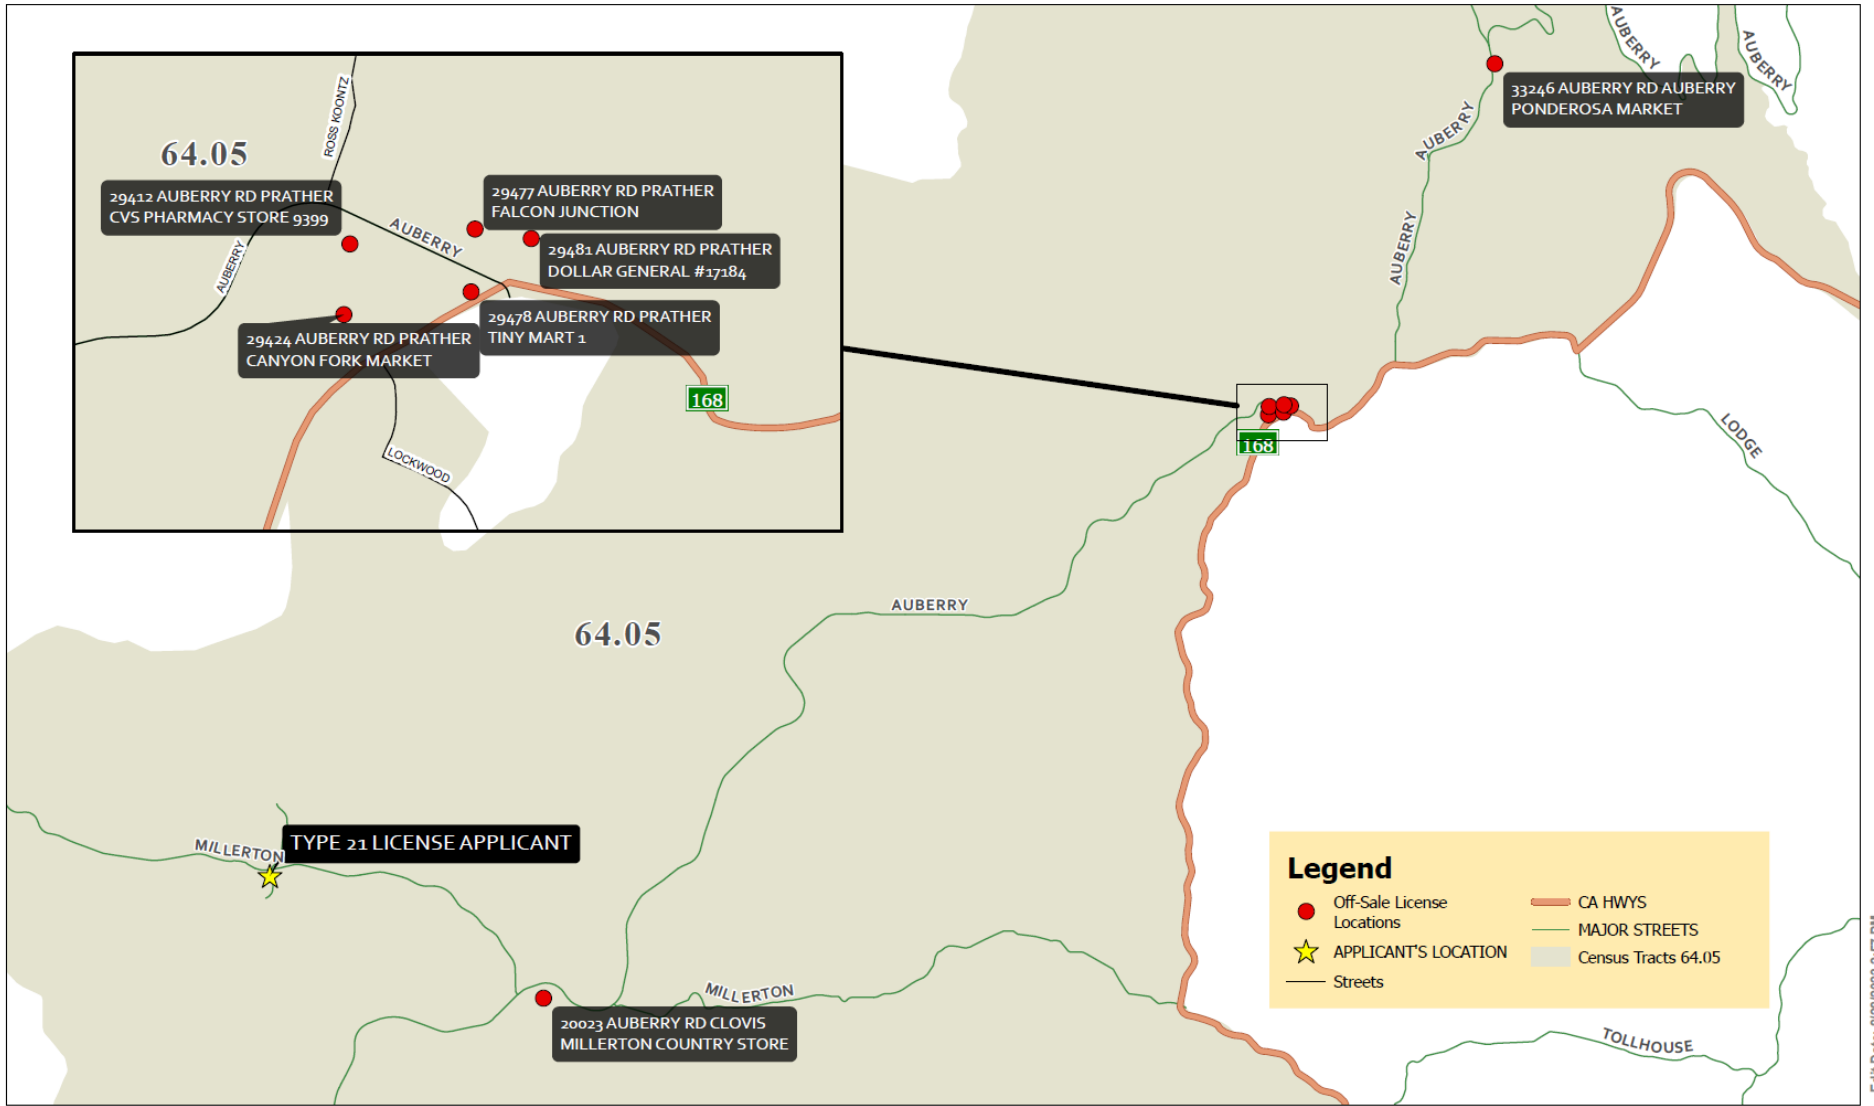 64.05
ROSS KOONTZ
29412 AUBERRY RD PRATHER
CVS PHARMACY STORE 9399
AUBERRY
AUBERRY
29477 AUBERRY RD PRATHER
FALCON JUNCTION
29481 AUBERRY RD PRATHER
DOLLAR GENERAL #17184
29478 AUBERRY RD PRATHER
TINY MART 1
29424 AUBERRY RD PRATHER
CANYON FORK MARKET
168
LOCKWOOD
AUBERRY
AUBERRY
33246 AUBERRY RD AUBERRY
PONDEROSA MARKET
AUBERRY
AUBERRY
168
LODGE
AUBERRY
64.05
MILLERTON
TYPE 21 LICENSE APPLICANT
MILLERTON
20023 AUBERRY RD CLOVIS
MILLERTON COUNTRY STORE
TOLLHOUSE
Legend
Off-Sale License
Locations
APPLICANT'S LOCATION
Streets
CA HWYS
MAJOR STREETS
Census Tracts 64.05